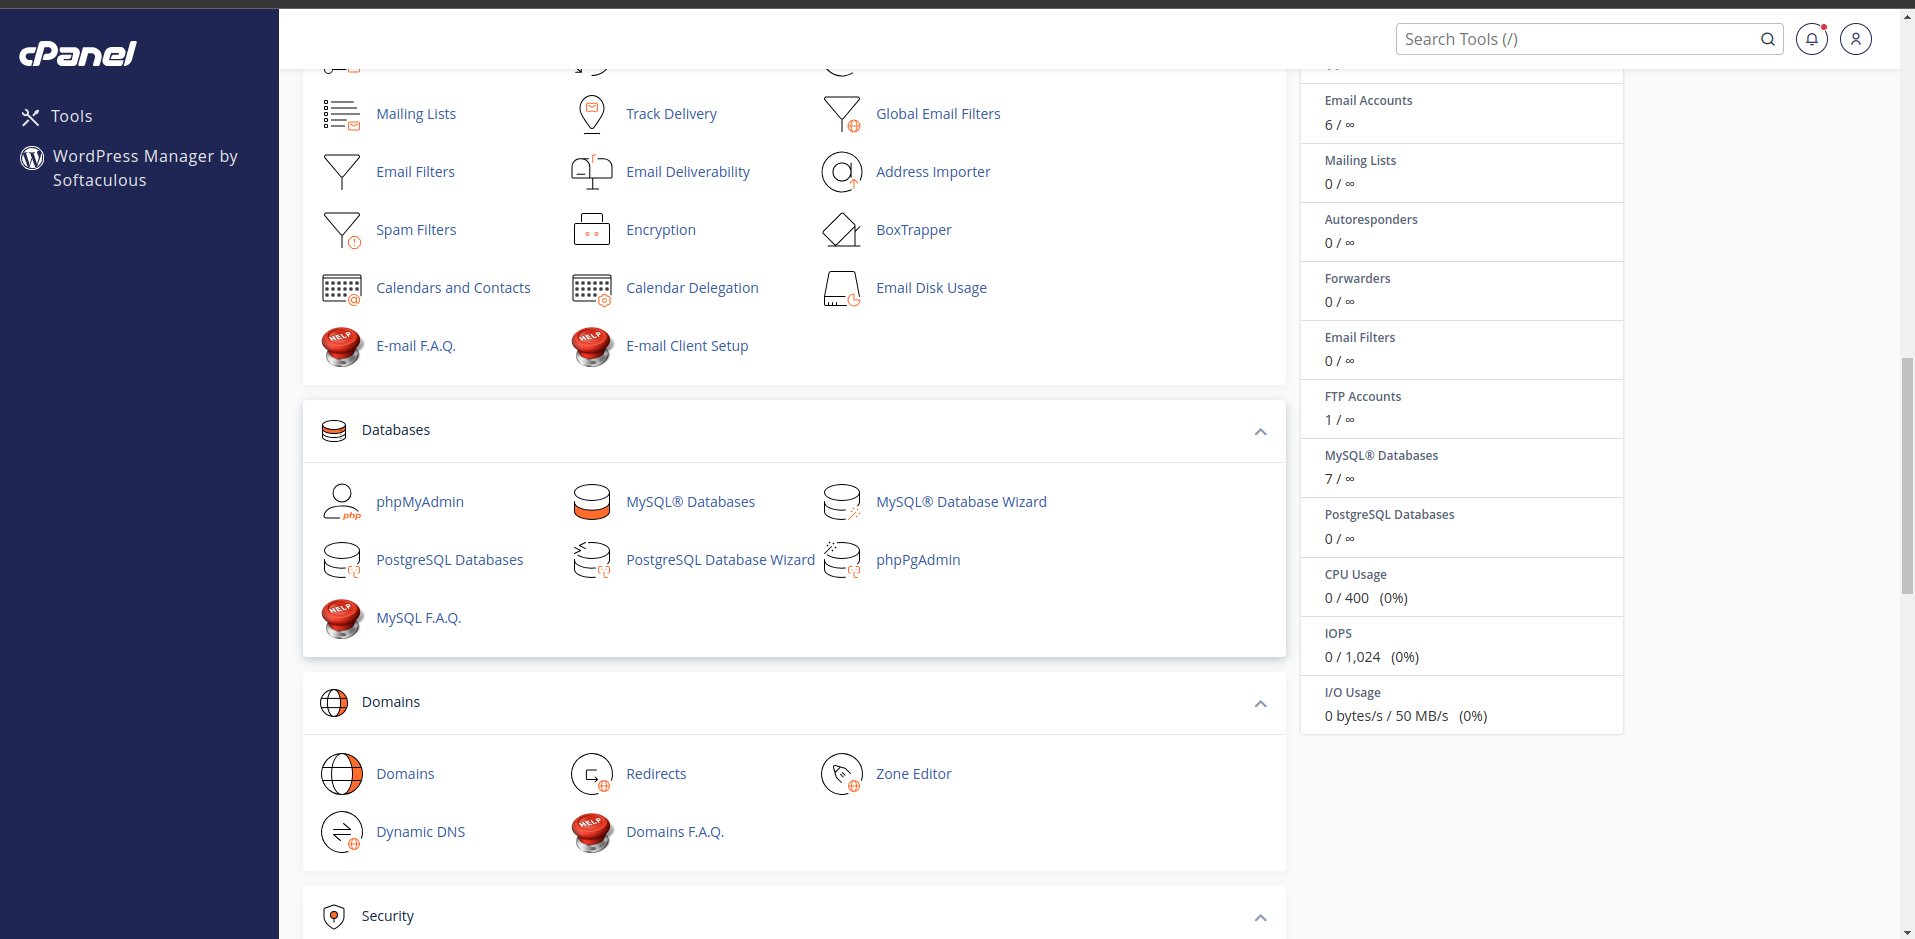 cPanel
Search Tools (/)
Tools
WordPress Manager by
Softaculous
Mailing Lists
Track Delivery
Global Email Filters
Email Filters
Email Deliverability
Address Importer
Spam Filters
Encryption
BoxTrapper
Calendars and Contacts
Calendar Delegation
Email Disk Usage
HELP
E-mail F.A.Q.
HELP
E-mail Client Setup
Databases
php
phpMyAdmin
MySQL® Databases
MySQL® Database Wizard
PostgreSQL Databases
PostgreSQL Database Wizard
phpPgAdmin
HELP
MySQL F.A.Q.
Domains
Domains
Redirects
Zone Editor
Dynamic DNS
HELP
Domains F.A.Q.
Security
Email Accounts
6 / ∞
Mailing Lists
0 / ∞
Autoresponders
0 / ∞
Forwarders
0 / ∞
Email Filters
0 / ∞
FTP Accounts
1 / ∞
MySQL® Databases
7 / ∞
PostgreSQL Databases
0 / ∞
CPU Usage
0 / 400 (0%)
IOPS
0 / 1,024 (0%)
I/O Usage
0 bytes/s / 50 MB/s (0%)